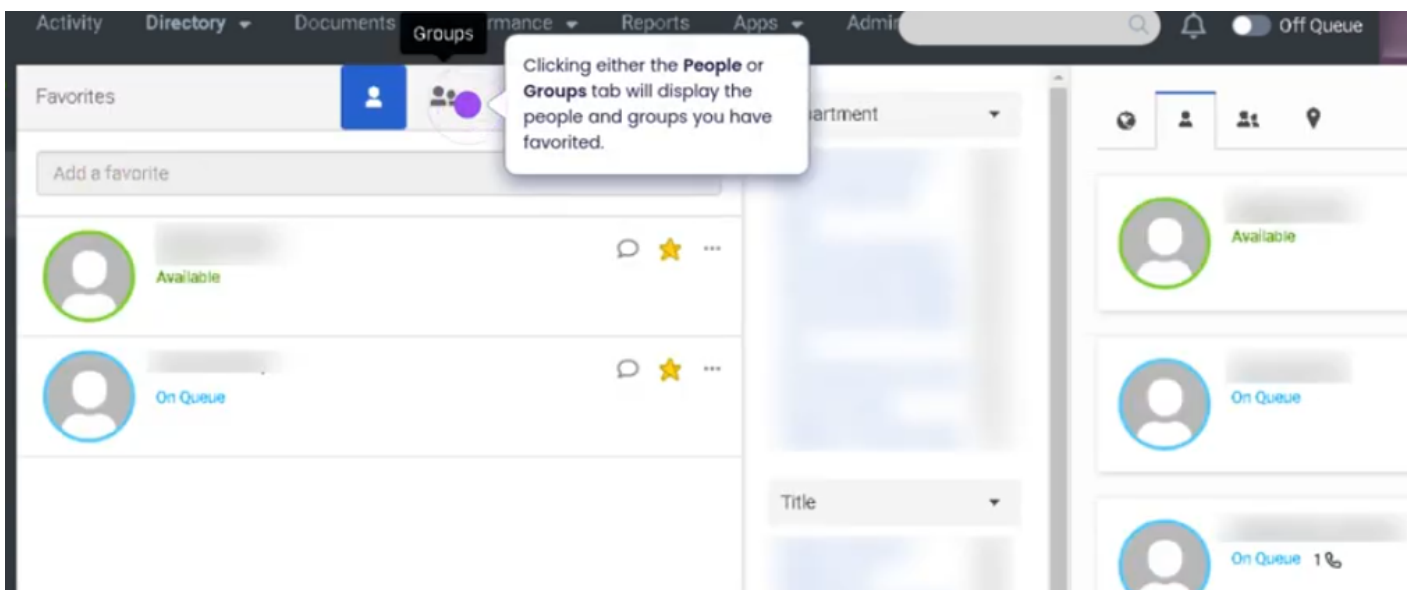 Activity Directory Documents rmance Reports Apps Admin Off Queue
Groups
Clicking either the People or
Groups tab will display the
people and groups you have
favorited.
Favorites
artment
Add a favorite
Available
On Queue
Title
Available
On Queue
On Queue 1